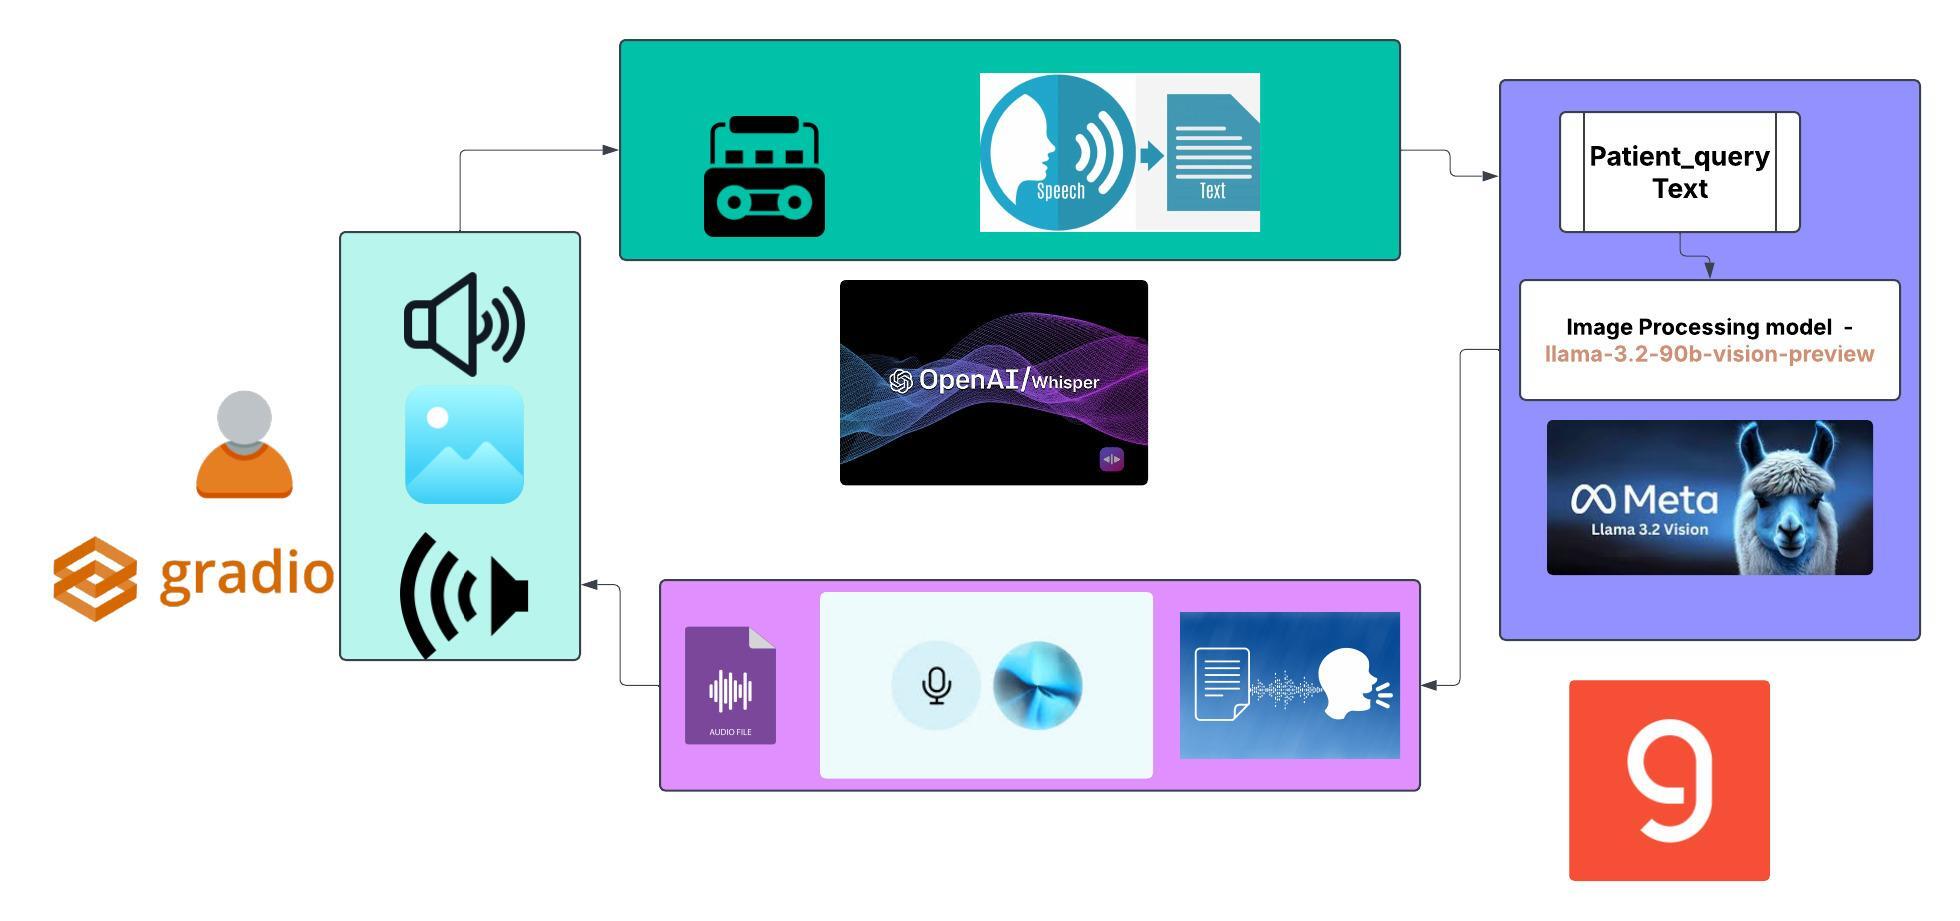 Speech
Text
Patient_query
Text
Image Processing model -
llama-3.2-90b-vision-preview
OpenAI/Whisper
Meta
Llama 3.2 Vision
gradio
AUDIO FILE
g